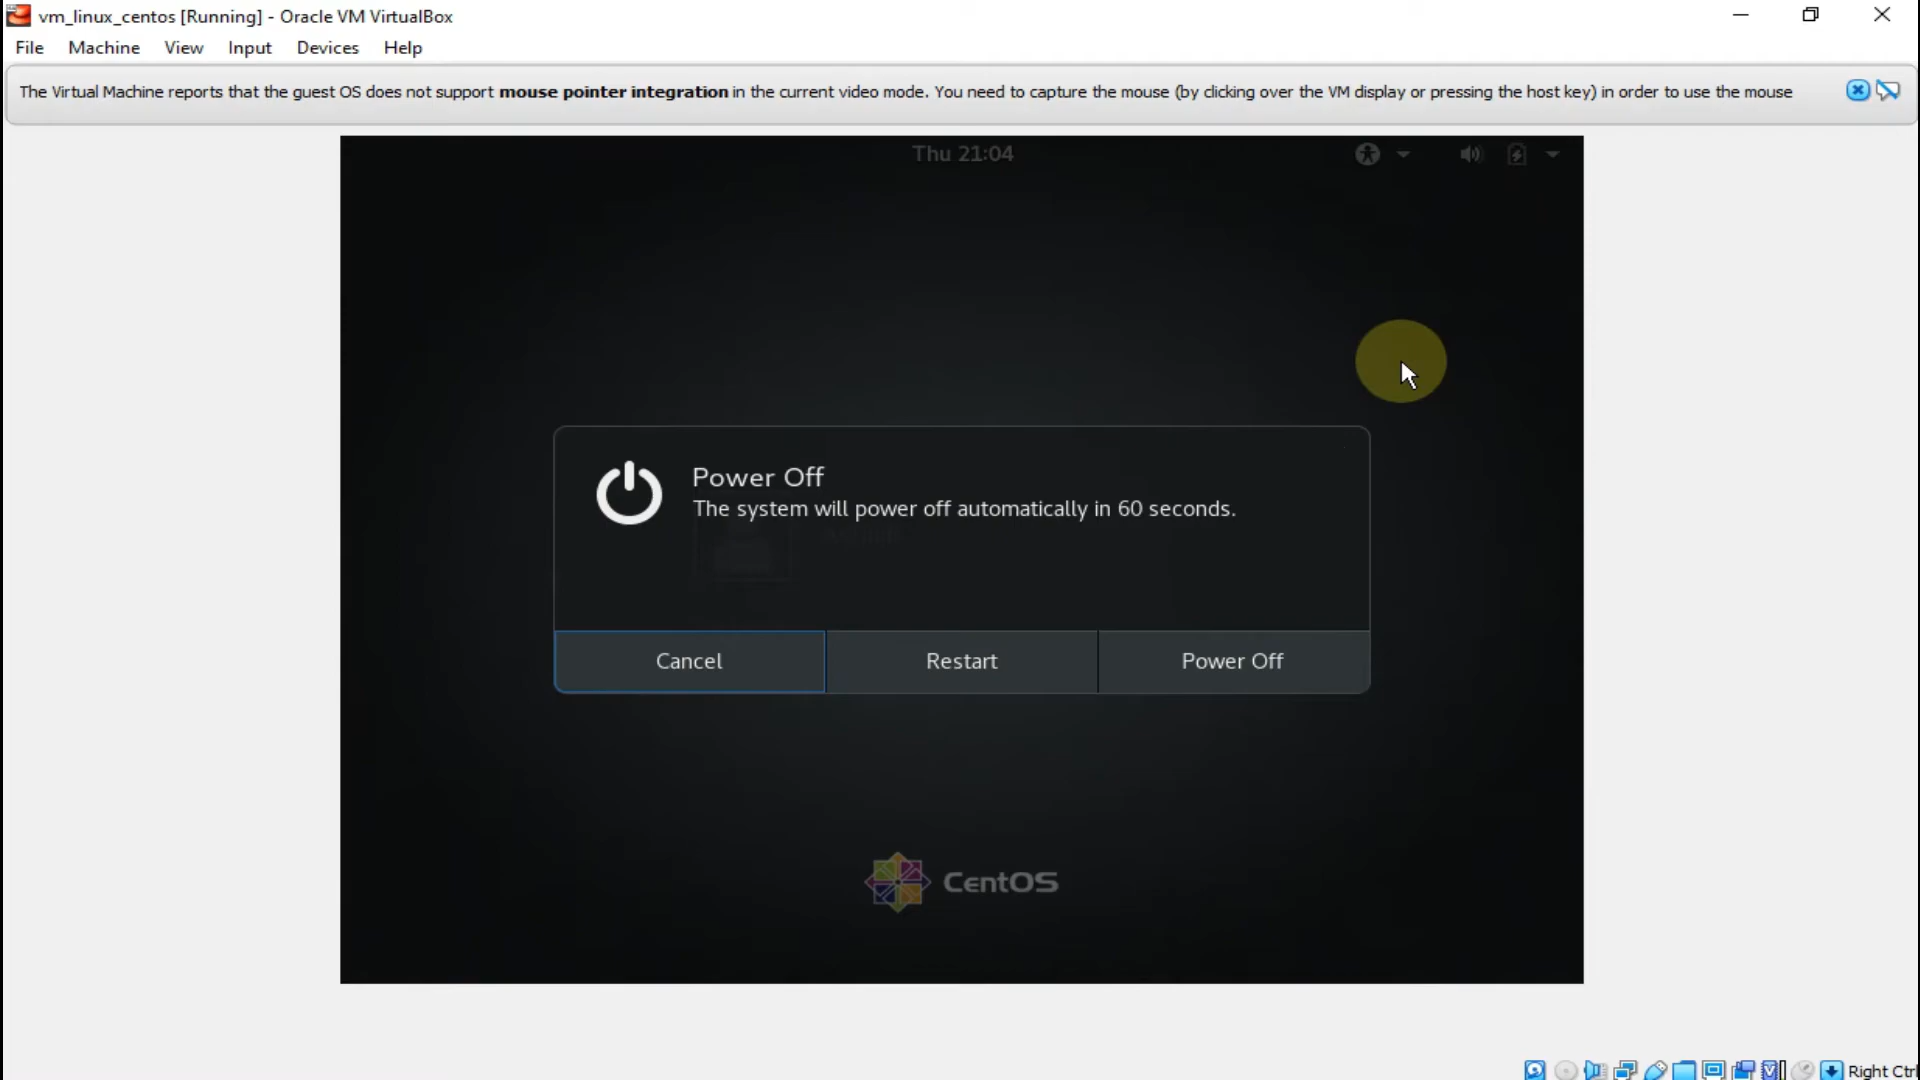 vm_linux_centos [Running] - Oracle VM VirtualBox
File Machine View Input Devices Help
The Virtual Machine reports that the guest OS does not support mouse pointer integration in the current video mode. You need to capture the mouse (by clicking over the VM display or pressing the host key) in order to use the mouse
Thu 21:04
Power Off
The system will power off automatically in 60 seconds.
Cancel Restart Power Off
CentOS
Right Ctrl